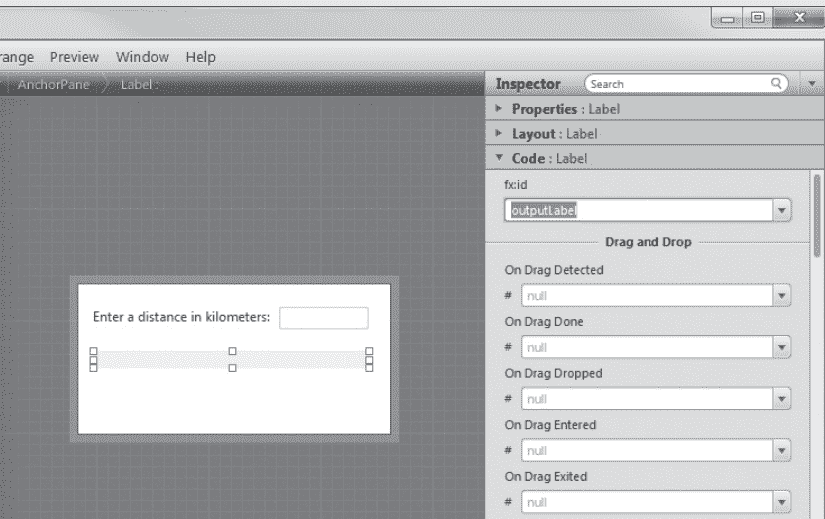 Preview Window Help
AnchorPane Label :
Inspector Search
Properties : Label
Layout : Label
Code : Label
fx:id
outputLabel
Drag and Drop
On Drag Detected
# null
On Drag Done
# null
On Drag Dropped
# null
On Drag Entered
# null
On Drag Exited
# null
Enter a distance in kilometers: